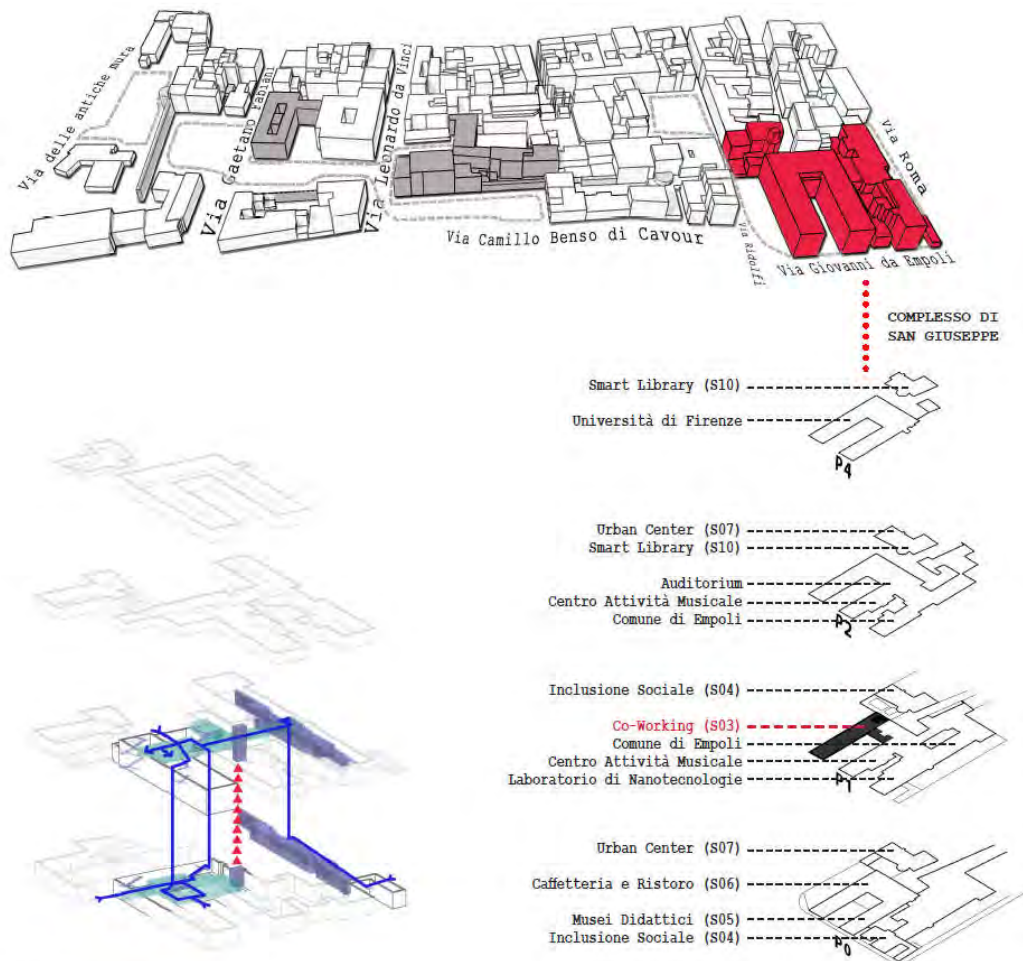 Via delle antiche mura
Via Gaetano Fabiani
Via Leonardo da Vinci
Via Camillo Benso di Cavour
Via Ridolfi
Via Giovanni da Empoli
Via Roma
COMPLESSO DI
SAN GIUSEPPE
Smart Library (S10)
Università di Firenze
P4
Urban Center (S07)
Smart Library (S10)
Auditorium
Centro Attività Musicale
Comune di Empoli
P2
Inclusione Sociale (S04)
Co-Working (S03)
Comune di Empoli
Centro Attività Musicale
Laboratorio di Nanotecnologie
P1
Urban Center (S07)
Caffetteria e Ristoro (S06)
Musei Didattici (S05)
Inclusione Sociale (S04)
P0